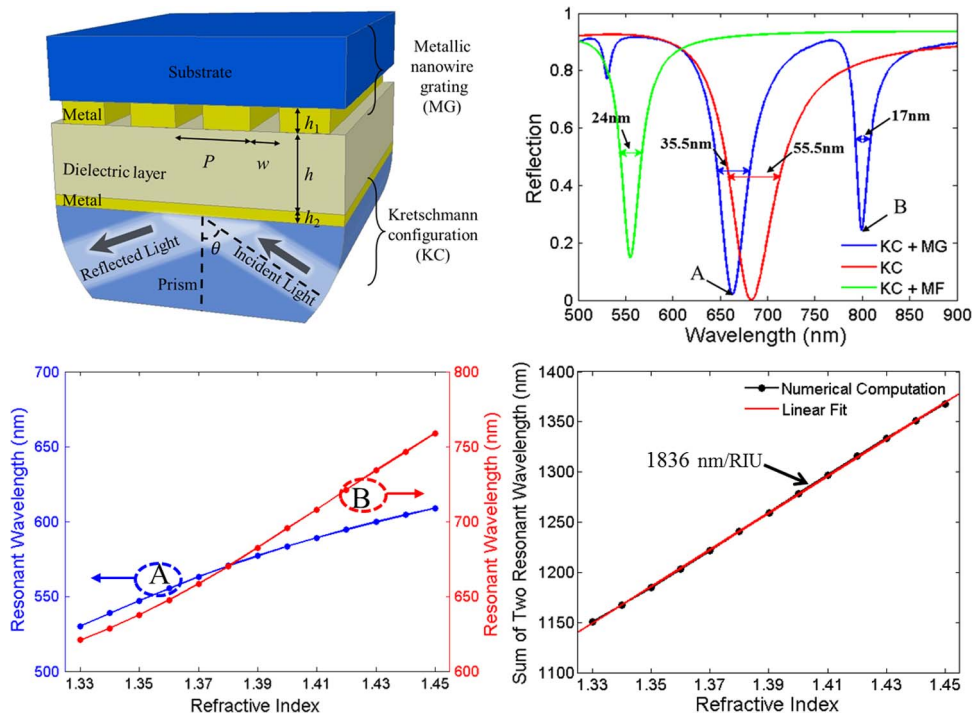 Substrate
Metallic
nanowire
grating
(MG)
Metal
h₁
P
w
h
Dielectric layer
Metal
h₂
Kretschmann
configuration
(KC)
θ
Reflected Light
Incident Light
Prism
Reflection
1
0.8
0.6
0.4
0.2
0
24nm
35.5nm
55.5nm
17nm
A
B
KC + MG
KC
KC + MF
500 550 600 650 700 750 800 850 900
Wavelength (nm)
Resonant Wavelength (nm)
700
650
600
550
500
A
B
800
750
700
650
600
Resonant Wavelength (nm)
1.33 1.35 1.37 1.39 1.41 1.43 1.45
Refractive Index
Sum of Two Resonant Wavelength (nm)
1400
1350
1300
1250
1200
1150
1100
Numerical Computation
Linear Fit
1836 nm/RIU
1.33 1.35 1.37 1.39 1.41 1.43 1.45
Refractive Index